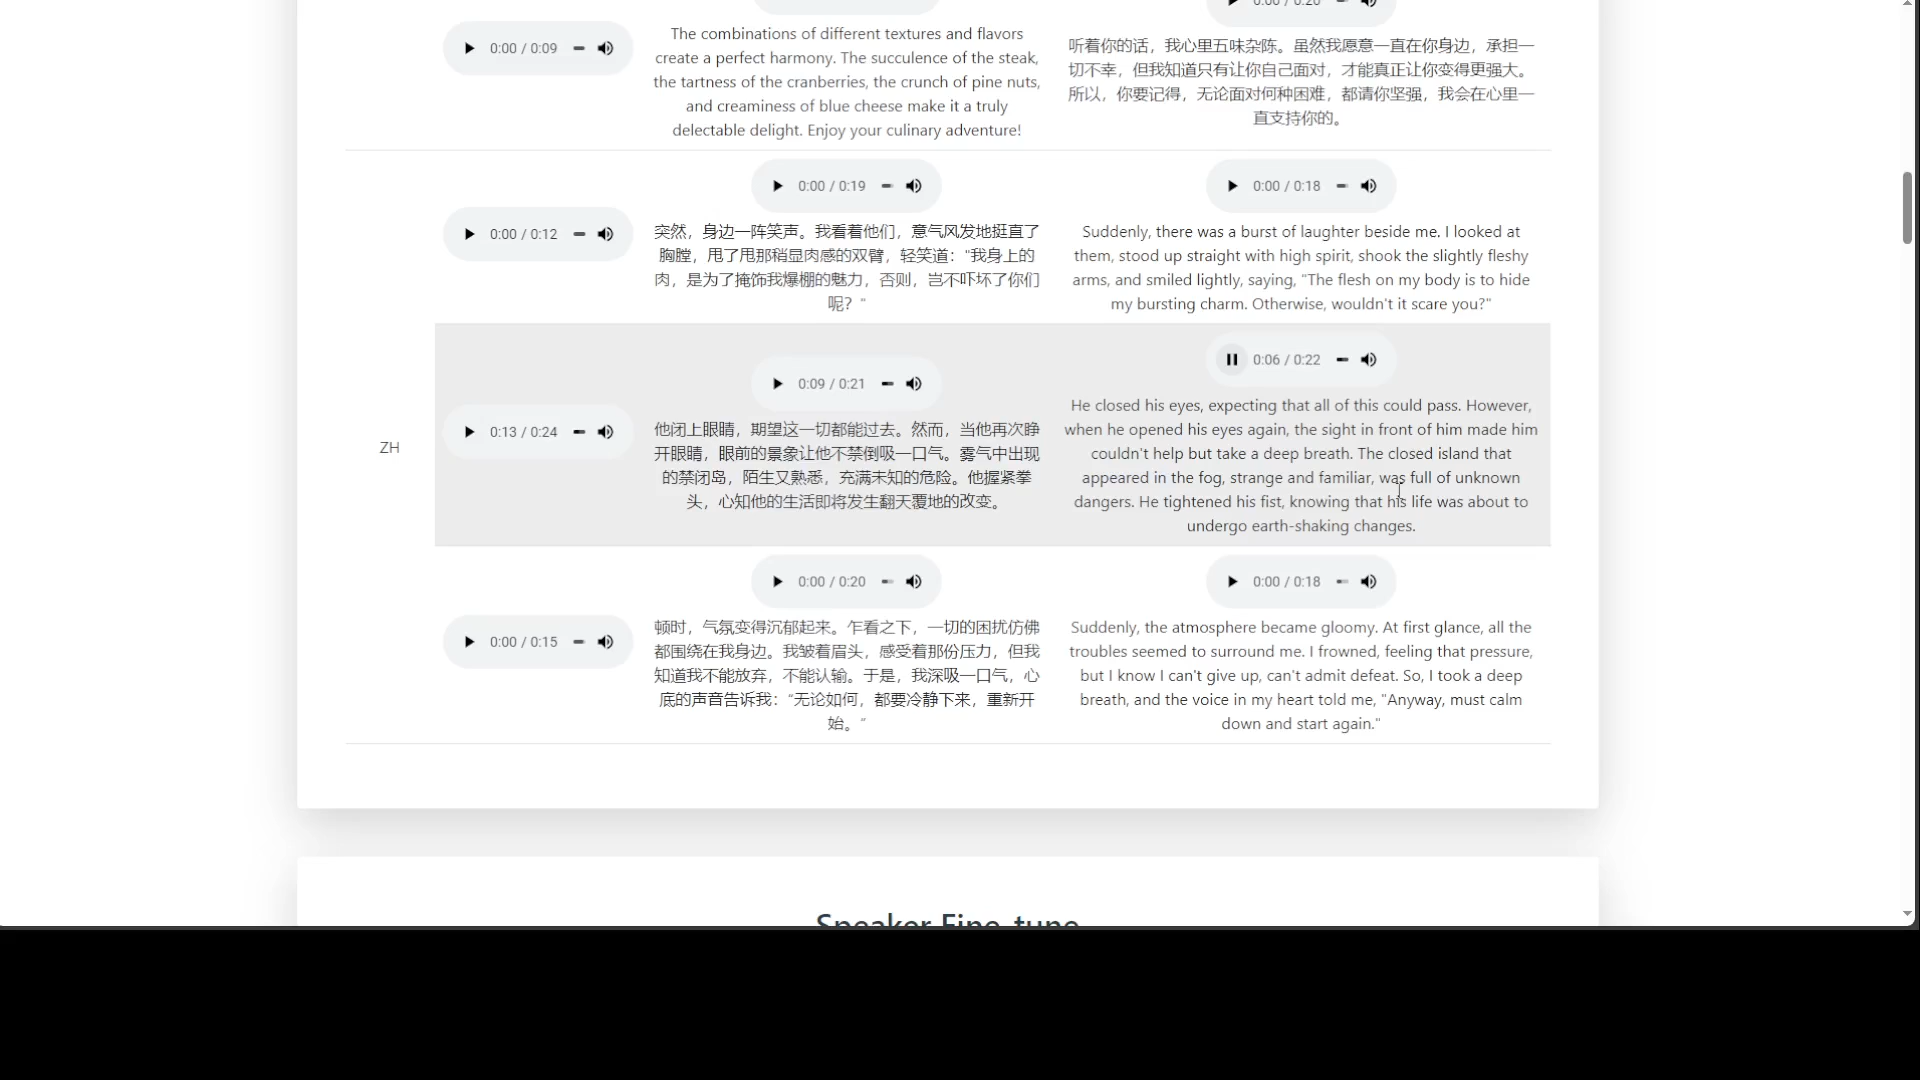 0:00 / 0:20
0:00 / 0:09
The combinations of different textures and flavors
create a perfect harmony. The succulence of the steak,
the tartness of the cranberries, the crunch of pine nuts,
and creaminess of blue cheese make it a truly
delectable delight. Enjoy your culinary adventure!
听着你的话，我心里五味杂陈。虽然我愿意一直在你身边，承担一
切不幸，但我知道只有让你自己面对，才能真正让你变得更强大。
所以，你要记得，无论面对何种困难，都请你坚强，我会在心里一
直支持你的。
ZH
0:00 / 0:12
0:00 / 0:19
突然，身边一阵笑声。我看着他们，意气风发地挺直了
胸膛，甩了甩那稍显肉感的双臂，轻笑道："我身上的
肉，是为了掩饰我爆棚的魅力，否则，岂不吓坏了你们
呢？"
0:00 / 0:18
Suddenly, there was a burst of laughter beside me. I looked at
them, stood up straight with high spirit, shook the slightly fleshy
arms, and smiled lightly, saying, "The flesh on my body is to hide
my bursting charm. Otherwise, wouldn't it scare you?"
0:13 / 0:24
0:09 / 0:21
他闭上眼睛，期望这一切都能过去。然而，当他再次睁
开眼睛，眼前的景象让他不禁倒吸一口气。雾气中出现
的禁闭岛，陌生又熟悉，充满未知的危险。他握紧拳
头，心知他的生活即将发生翻天覆地的改变。
0:06 / 0:22
He closed his eyes, expecting that all of this could pass. However,
when he opened his eyes again, the sight in front of him made him
couldn't help but take a deep breath. The closed island that
appeared in the fog, strange and familiar, was full of unknown
dangers. He tightened his fist, knowing that his life was about to
undergo earth-shaking changes.
0:00 / 0:15
0:00 / 0:20
顿时，气氛变得沉郁起来。乍看之下，一切的困扰仿佛
都围绕在我身边。我皱着眉头，感受着那份压力，但我
知道我不能放弃，不能认输。于是，我深吸一口气，心
底的声音告诉我："无论如何，都要冷静下来，重新开
始。"
0:00 / 0:18
Suddenly, the atmosphere became gloomy. At first glance, all the
troubles seemed to surround me. I frowned, feeling that pressure,
but I know I can't give up, can't admit defeat. So, I took a deep
breath, and the voice in my heart told me, "Anyway, must calm
down and start again."
Speaker Fine-tune